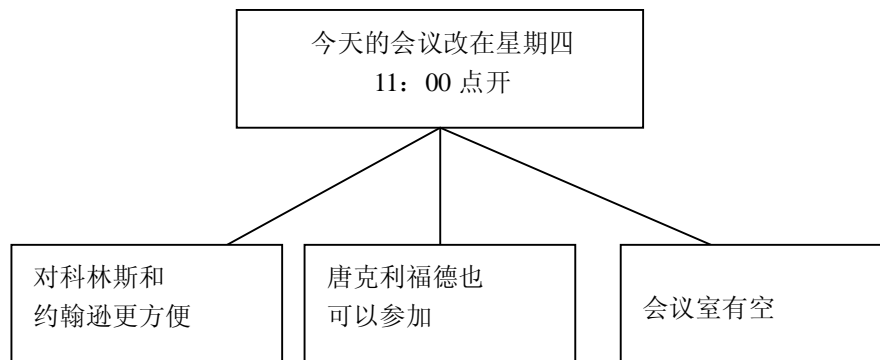 今天的会议改在星期四
11：00 点开
对科林斯和
约翰逊更方便
唐克利福德也
可以参加
会议室有空